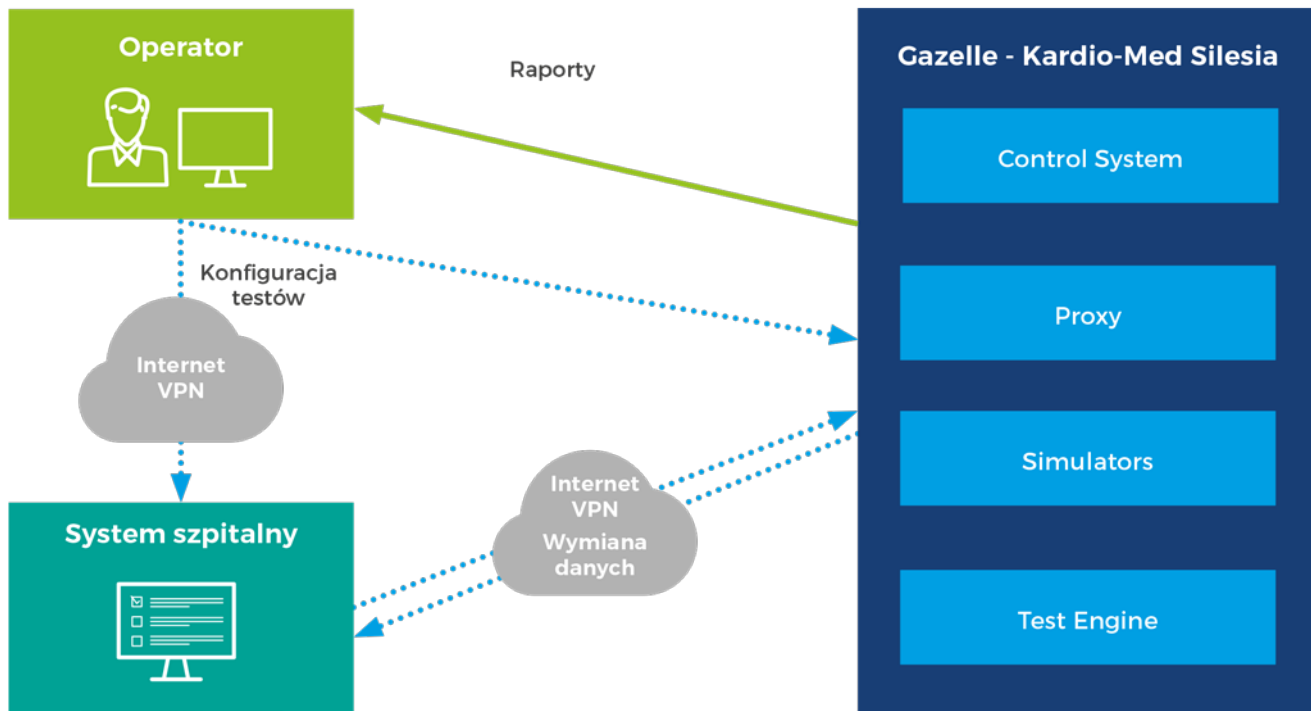 Operator
Raporty
Gazelle - Kardio-Med Silesia
Control System
Konfiguracja
testów
Proxy
Internet
VPN
Simulators
Internet
VPN
Wymiana
danych
System szpitalny
Test Engine